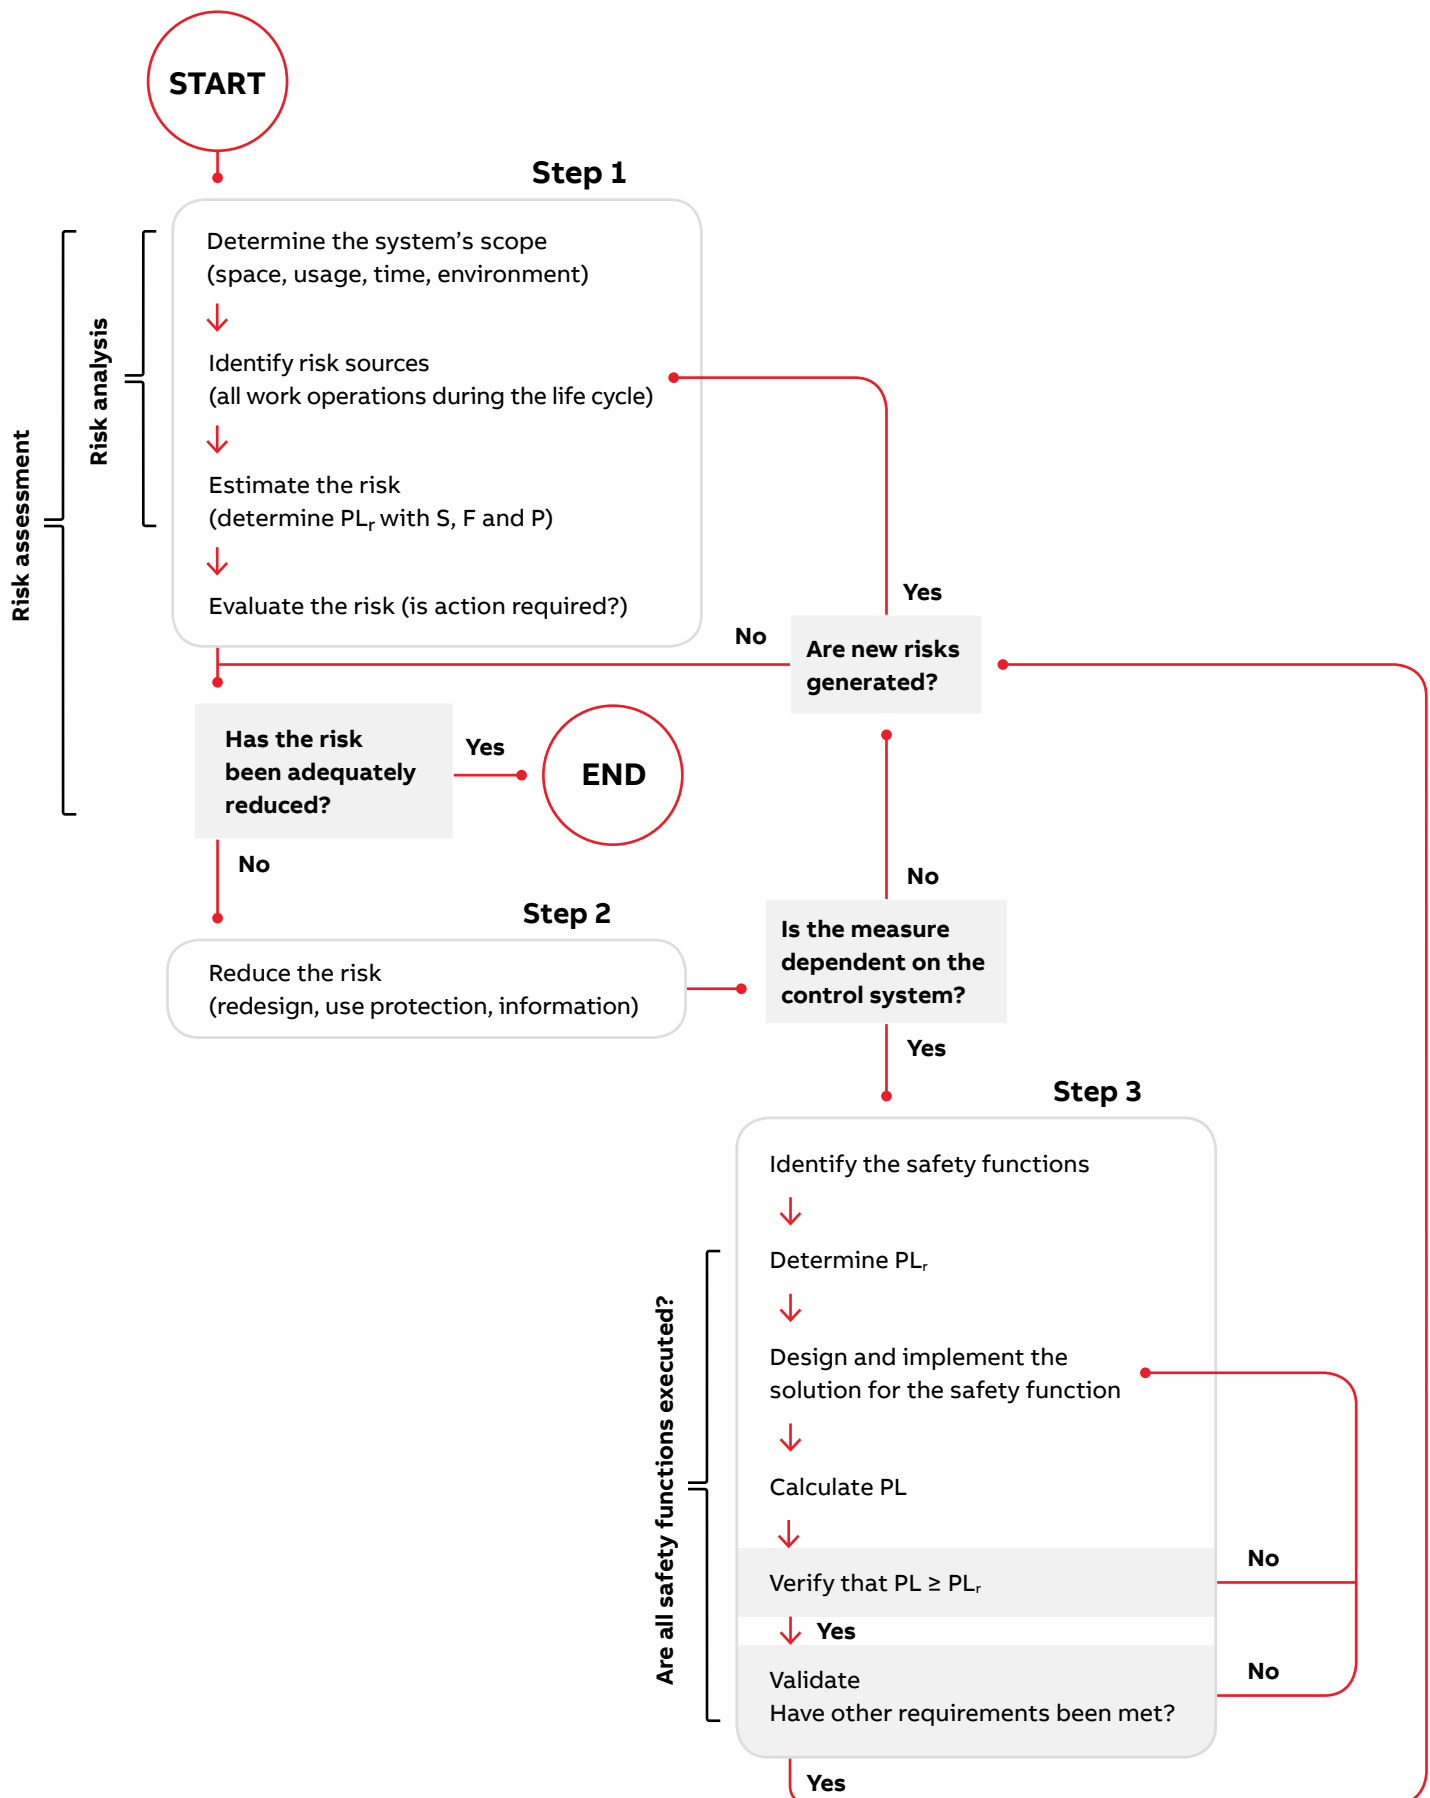 START
Step 1
Determine the system’s scope
(space, usage, time, environment)
Identify risk sources
(all work operations during the life cycle)
Estimate the risk
(determine PLr with S, F and P)
Evaluate the risk (is action required?)
Risk analysis
Risk assessment
Yes
No
Are new risks
generated?
Has the risk
been adequately
reduced?
Yes
END
No
No
Step 2
Reduce the risk
(redesign, use protection, information)
Is the measure
dependent on the
control system?
Yes
Step 3
Identify the safety functions
Determine PLr
Design and implement the
solution for the safety function
Calculate PL
Verify that PL ≥ PLr
No
Yes
Validate
Have other requirements been met?
No
Are all safety functions executed?
Yes